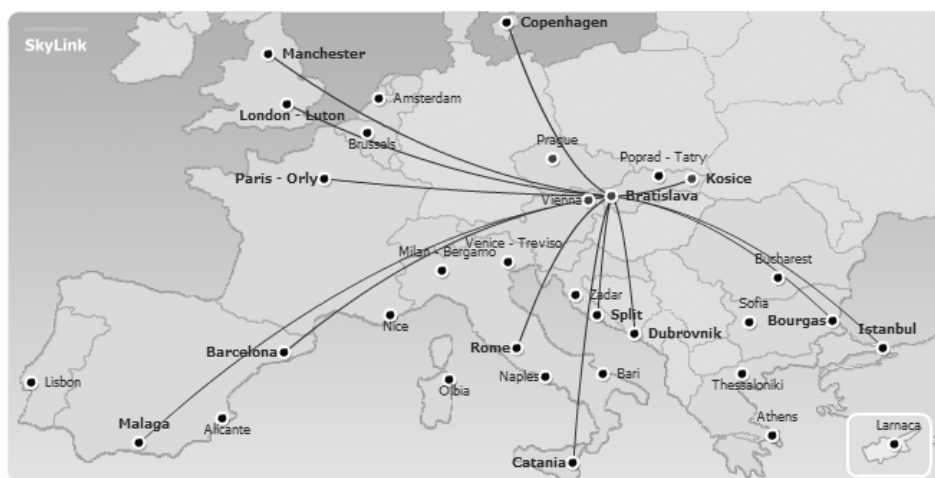 Copenhagen
SkyLink
Manchester
Amsterdam
London - Luton
Brussels
Prague
Poprad - Tatry
Paris - Orly
Kosice
Vienna
Bratislava
Venice - Treviso
Milan - Bergamo
Bucharest
Zadar
Sofia
Nice
Split
Bourgas
Istanbul
Dubrovnik
Barcelona
Rome
Lisbon
Olbia
Naples
Bari
Thessaloniki
Malaga
Alicante
Athens
Larnaca
Catania